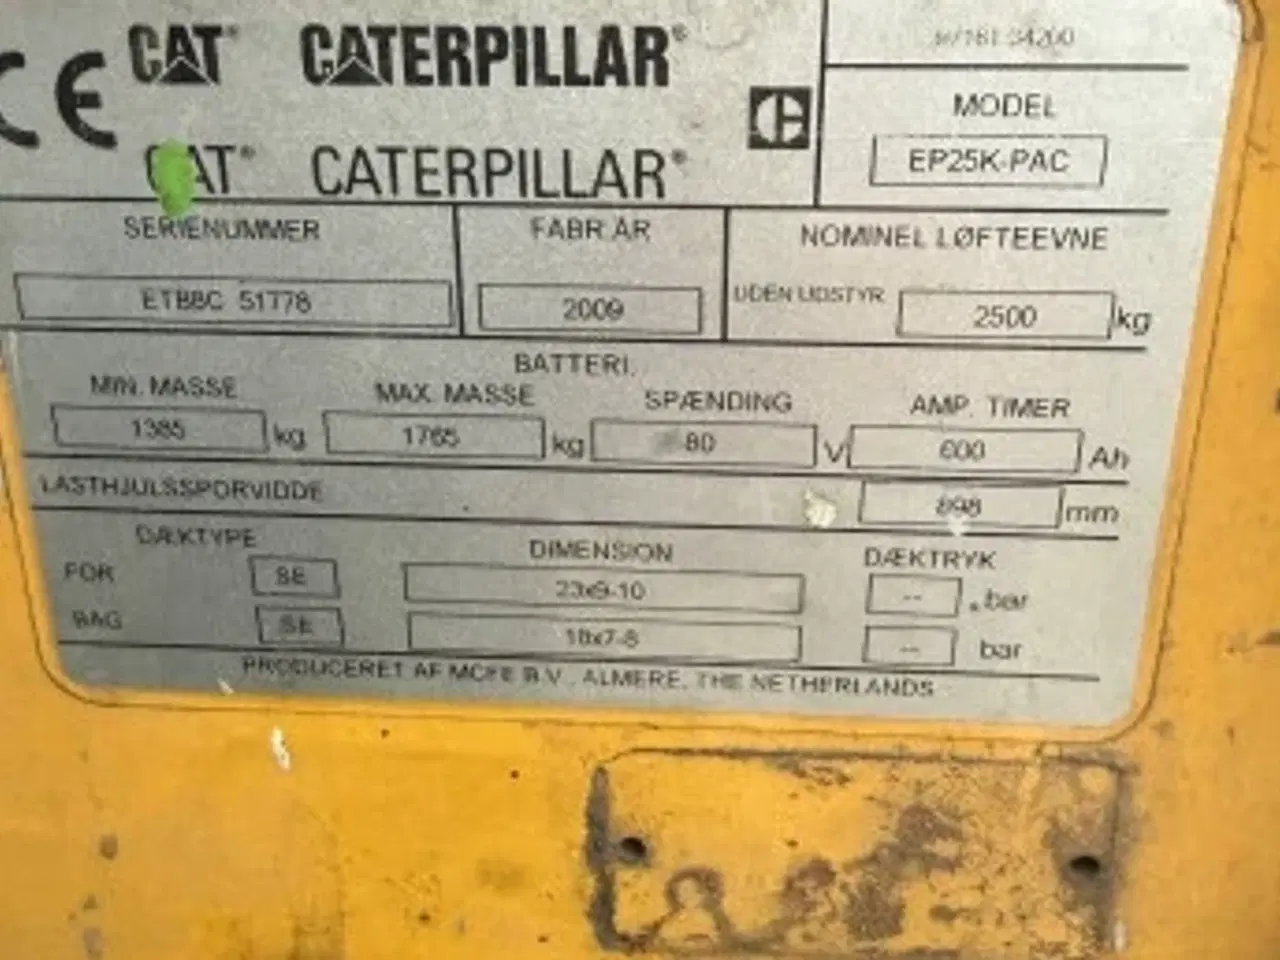 CE CAT® CATERPILLAR®
CAT® CATERPILLAR®
MODEL
EP25K-PAC
SERIENUMMER FABR ÅR NOMINEL LØFTEEVNE
ETB8C 51778 2009 UDEN UDSTYR 2500 kg
BATTERI.
MIN. MASSE MAX. MASSE SPÆNDING AMP. TIMER
1385 kg 1765 kg 80 V 600 Ah
LASTHJULSSPORVIDDE 898 mm
DÆKTYPE DIMENSION DÆKTRYK
FOR SE 23x9-10 -- bar
BAG SE 18x7-8 -- bar
PRODUCERET AF MCFE B.V. ALMERE, THE NETHERLANDS